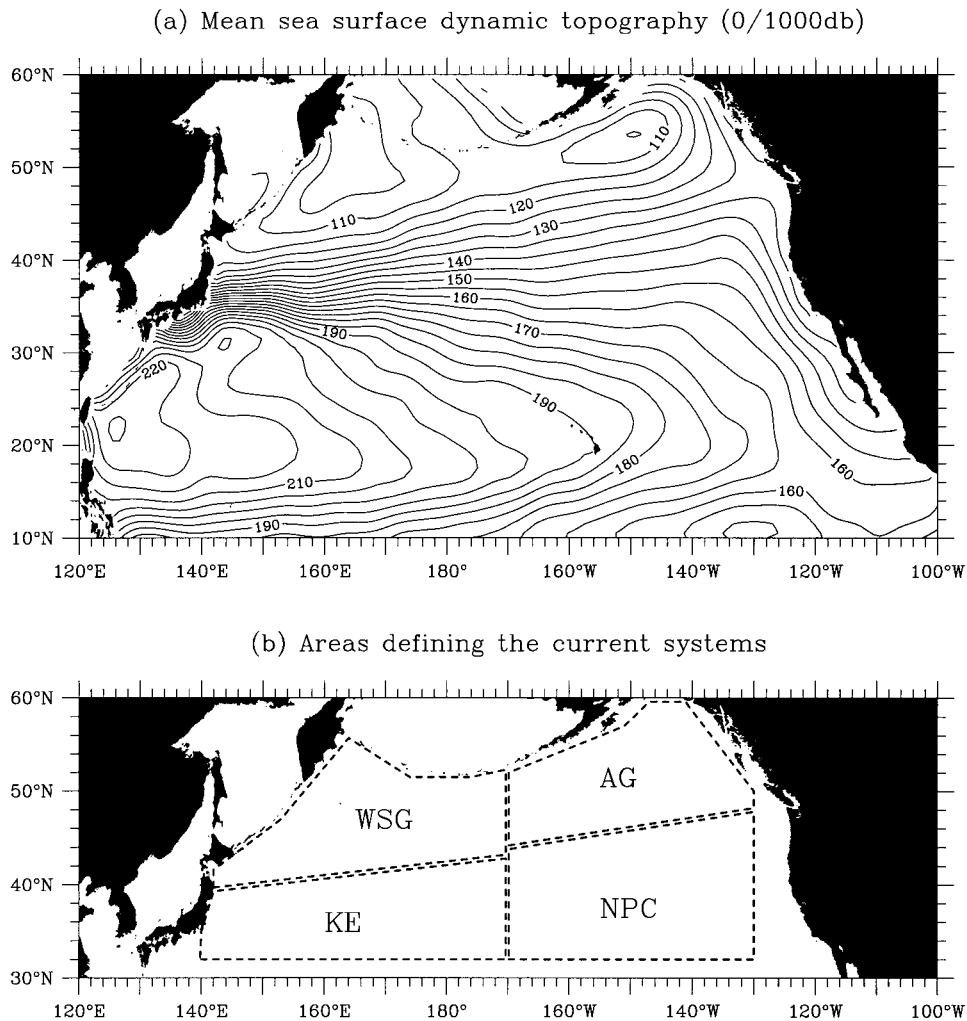 (a) Mean sea surface dynamic topography (0/1000db)
60°N
50°N
40°N
30°N
20°N
10°N
110
110
120
130
140
150
160
190
170
220
190
180
210
160
160
190
120°E 140°E 160°E 180° 160°W 140°W 120°W 100°W
(b) Areas defining the current systems
60°N
AG
50°N
WSG
40°N
KE NPC
30°N
120°E 140°E 160°E 180° 160°W 140°W 120°W 100°W